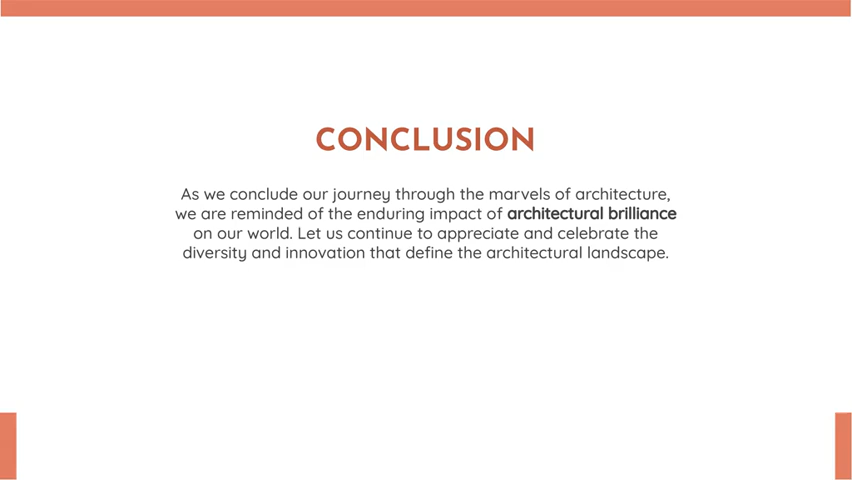 CONCLUSION
As we conclude our journey through the marvels of architecture,
we are reminded of the enduring impact of architectural brilliance
on our world. Let us continue to appreciate and celebrate the
diversity and innovation that define the architectural landscape.